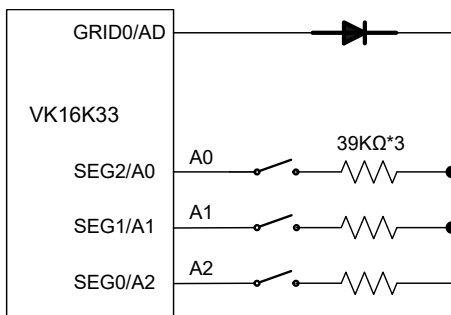 GRID0/AD
VK16K33
39KΩ*3
SEG2/A0 A0
SEG1/A1 A1
SEG0/A2 A2